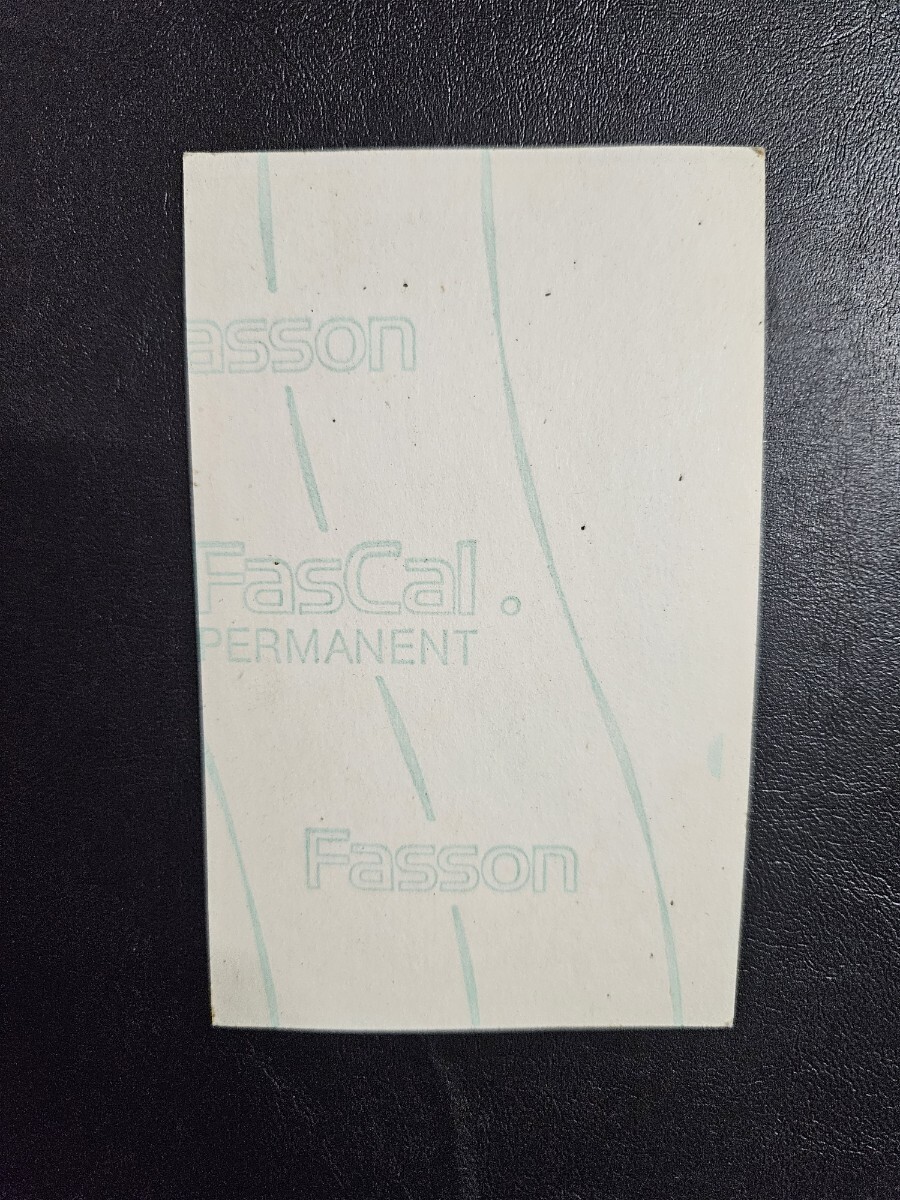 asson
FasCal.
PERMANENT
Fasson